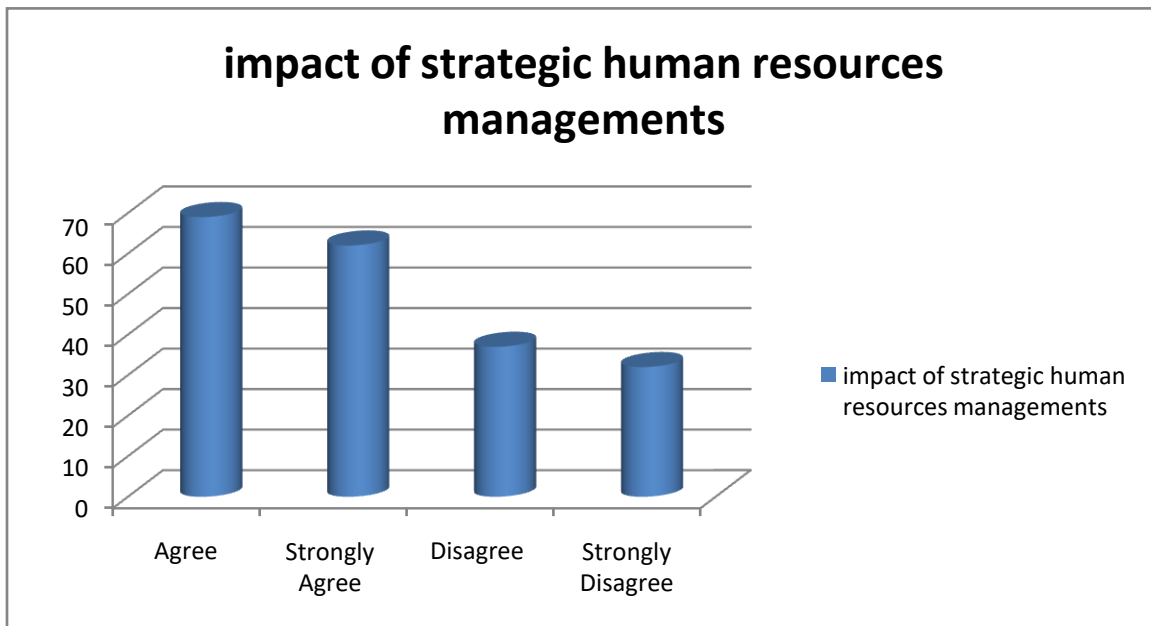 impact of strategic human resources
managements
70
60
50
40
30
20
10
0
Agree
Strongly
Agree
Disagree
Strongly
Disagree
impact of strategic human
resources managements